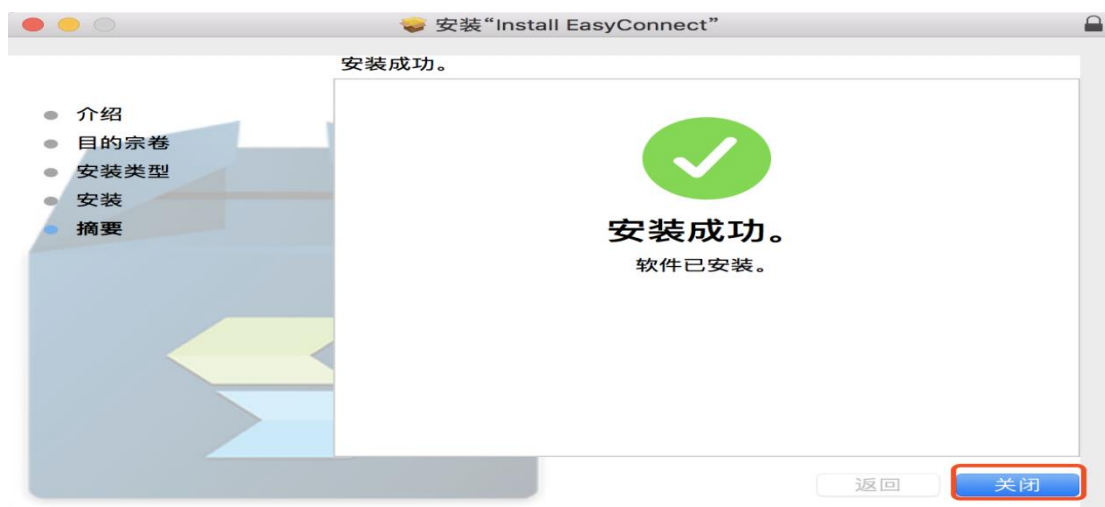 安装“Install EasyConnect”
安装成功。
介绍
目的宗卷
安装类型
安装
摘要
安装成功。
软件已安装。
返回
关闭